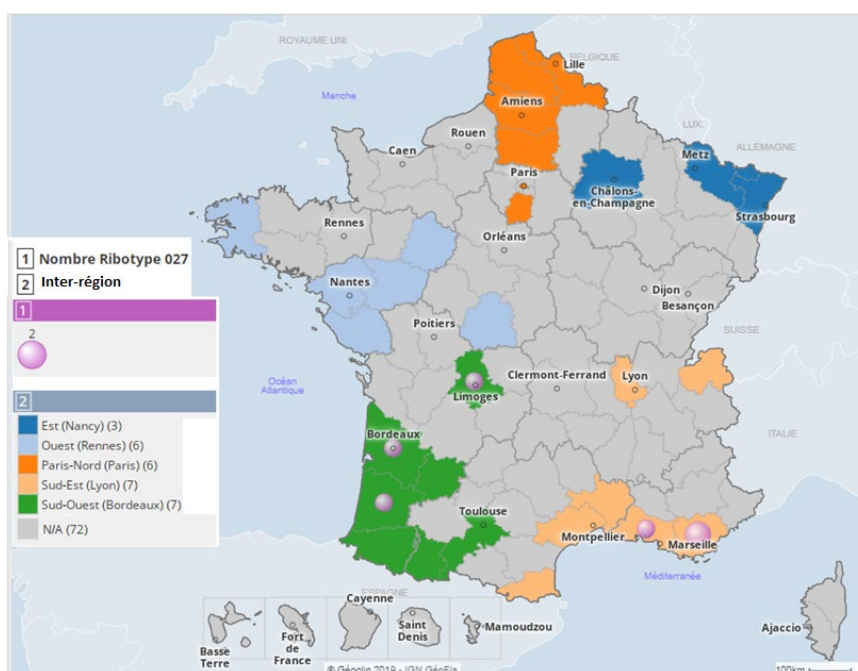 ROYAUME UNI
BELGIQUE
Lille
Manche
Amiens
LUX.
Rouen
ALLEMAGNE
Caen
Metz
Paris
Châlons-
en-Champagne
Strasbourg
Rennes
Orléans
1 Nombre Ribotype 027
2 Inter-région
Nantes
Dijon
Besançon
1
Poitiers
SUISSE
2
Océan
Atlantique
Clermont-Ferrand
Lyon
Limoges
2
ITALIE
Est (Nancy) (3)
Ouest (Rennes) (6)
Paris-Nord (Paris) (6)
Sud-Est (Lyon) (7)
Sud-Ouest (Bordeaux) (7)
N/A (72)
Bordeaux
Toulouse
Montpellier
Marseille
Méditerranée
ESPAGNE
Cayenne
Saint
Denis
Mamoudzou
Ajaccio
Basse
Terre
Fort
de
France
© Géoclip 2019 - IGN GéoFla
100km